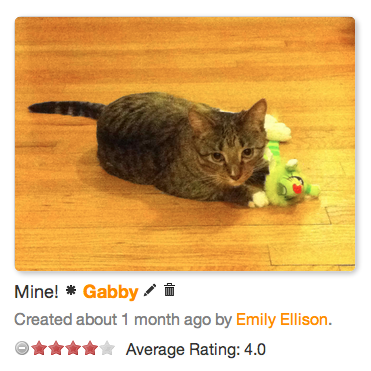 Mine! * Gabby
Created about 1 month ago by Emily Ellison.
Average Rating: 4.0